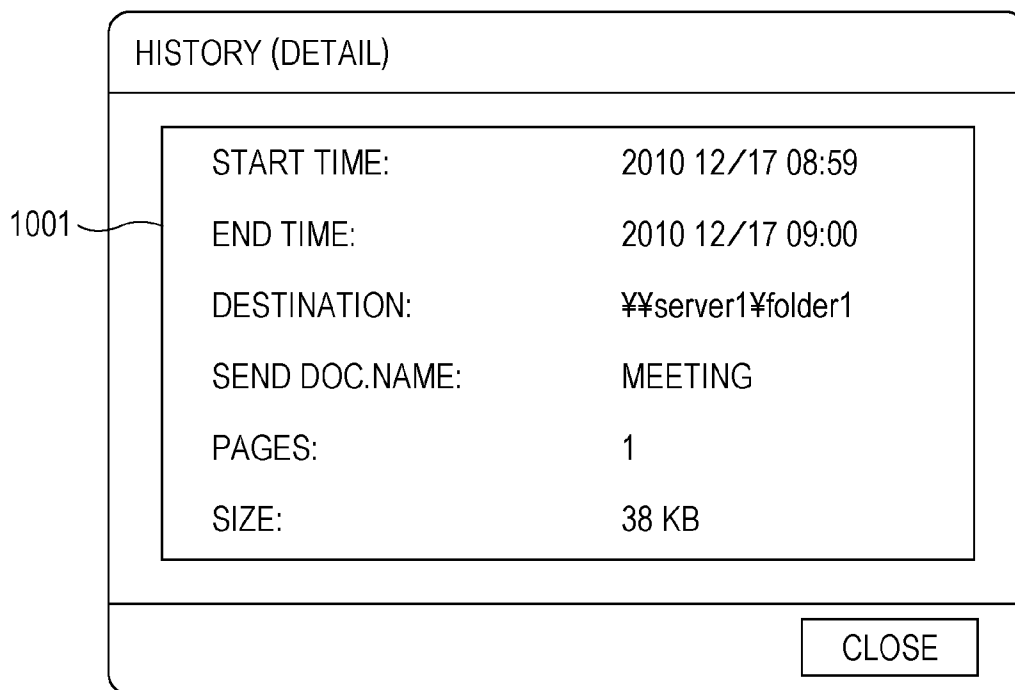 HISTORY (DETAIL)
1001
START TIME: 2010 12/17 08:59
END TIME: 2010 12/17 09:00
DESTINATION: ¥¥server1¥folder1
SEND DOC.NAME: MEETING
PAGES: 1
SIZE: 38 KB
CLOSE